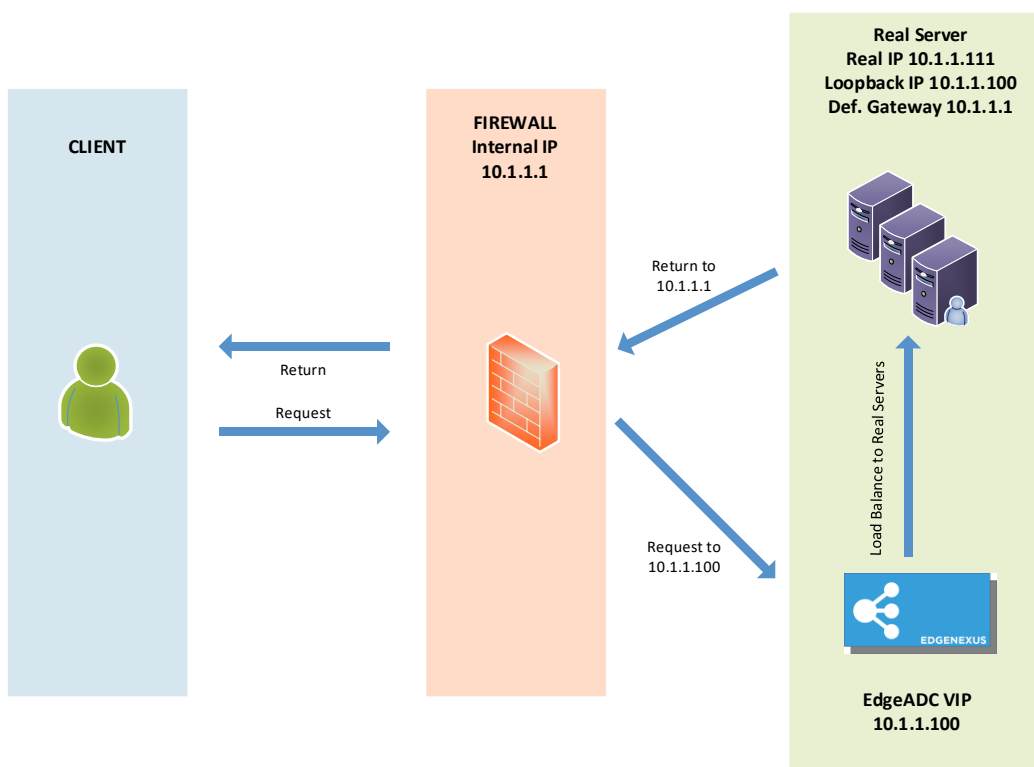 CLIENT
FIREWALL
Internal IP
10.1.1.1
Real Server
Real IP 10.1.1.111
Loopback IP 10.1.1.100
Def. Gateway 10.1.1.1
Return to
10.1.1.1
Return
Request
Request to
10.1.1.100
Load Balance to Real Servers
EDGENEXUS
EdgeADC VIP
10.1.1.100